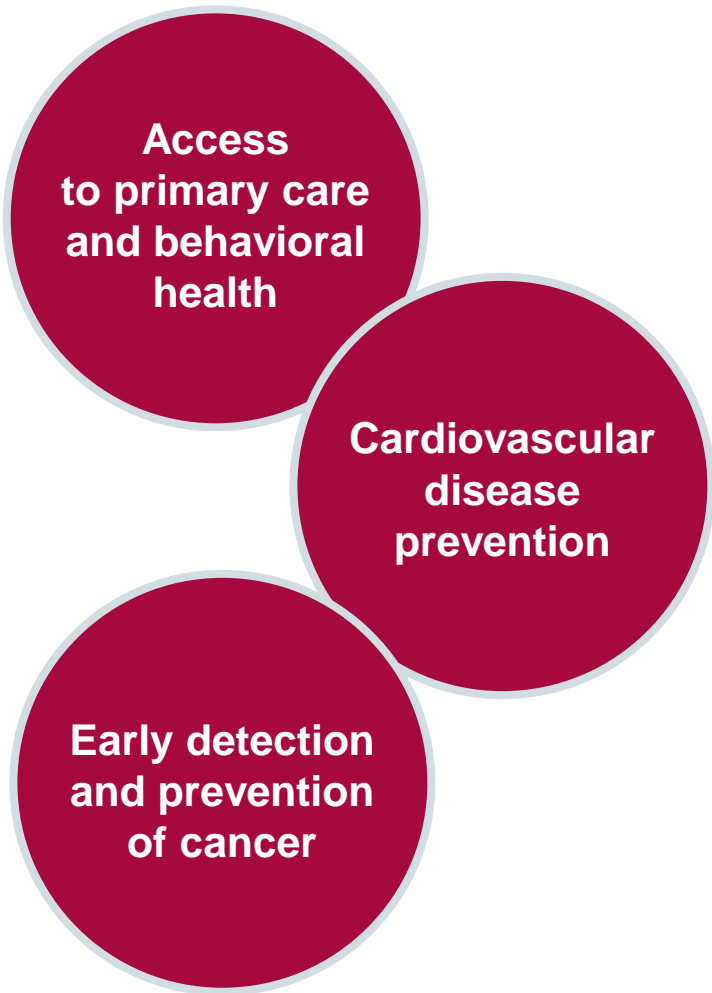 Access
to primary care
and behavioral
health
Cardiovascular
disease
prevention
Early detection
and prevention
of cancer